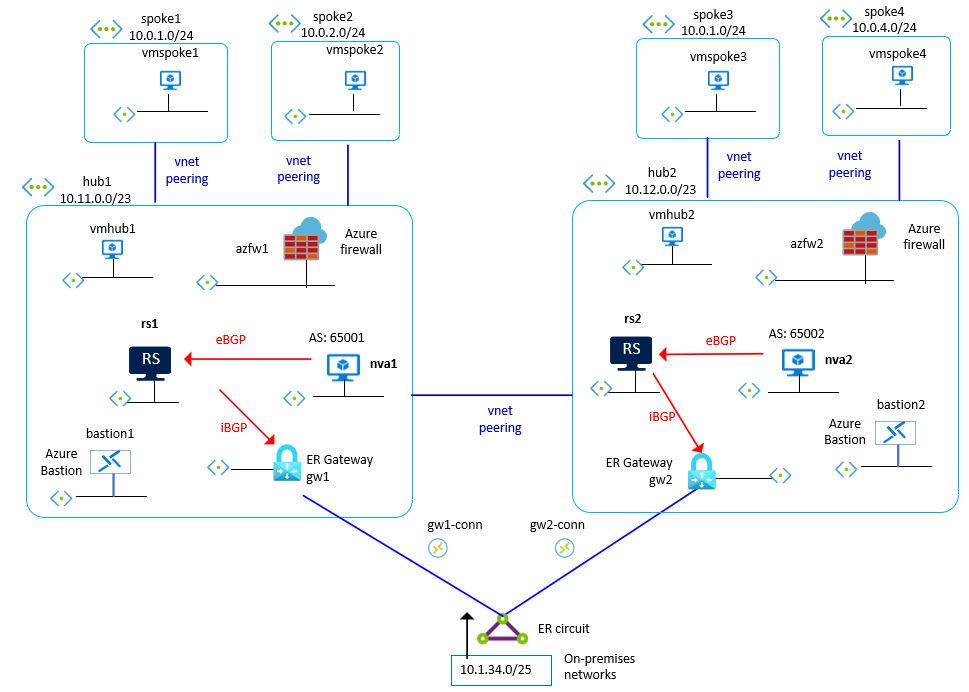 spoke1
10.0.1.0/24
vmspoke1
spoke2
10.0.2.0/24
vmspoke2
spoke3
10.0.1.0/24
vmspoke3
spoke4
10.0.4.0/24
vmspoke4
vnet
peering
vnet
peering
vnet
peering
vnet
peering
hub1
10.11.0.0/23
hub2
10.12.0.0/23
vmhub1
azfw1
Azure
firewall
vmhub2
azfw2
Azure
firewall
rs1
RS
eBGP
AS: 65001
nva1
iBGP
bastion1
Azure
Bastion
ER Gateway
gw1
vnet
peering
rs2
RS
eBGP
AS: 65002
nva2
iBGP
bastion2
Azure
Bastion
ER Gateway
gw2
gw1-conn
gw2-conn
ER circuit
10.1.34.0/25
On-premises
networks